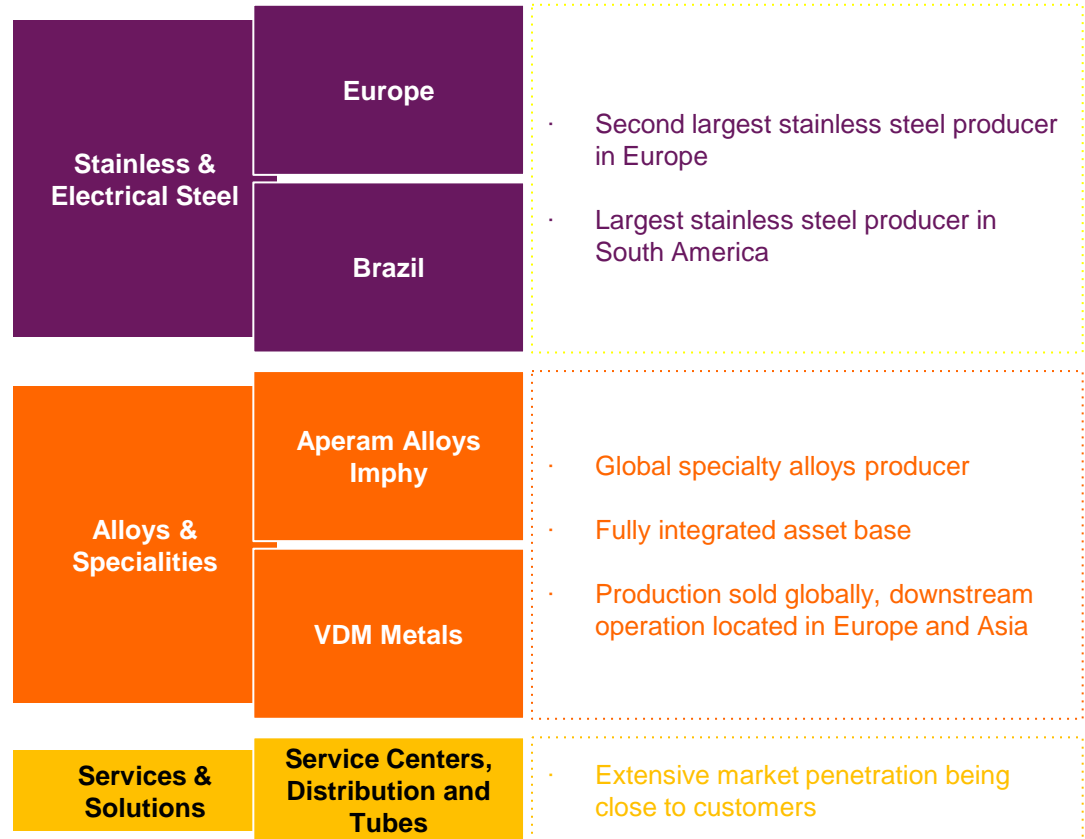 Stainless &
Electrical Steel
Europe
Brazil
· Second largest stainless steel producer
in Europe
· Largest stainless steel producer in
South America
Alloys &
Specialities
Aperam Alloys
Imphy
VDM Metals
· Global specialty alloys producer
· Fully integrated asset base
· Production sold globally, downstream
operation located in Europe and Asia
Services &
Solutions
Service Centers,
Distribution and
Tubes
· Extensive market penetration being
close to customers